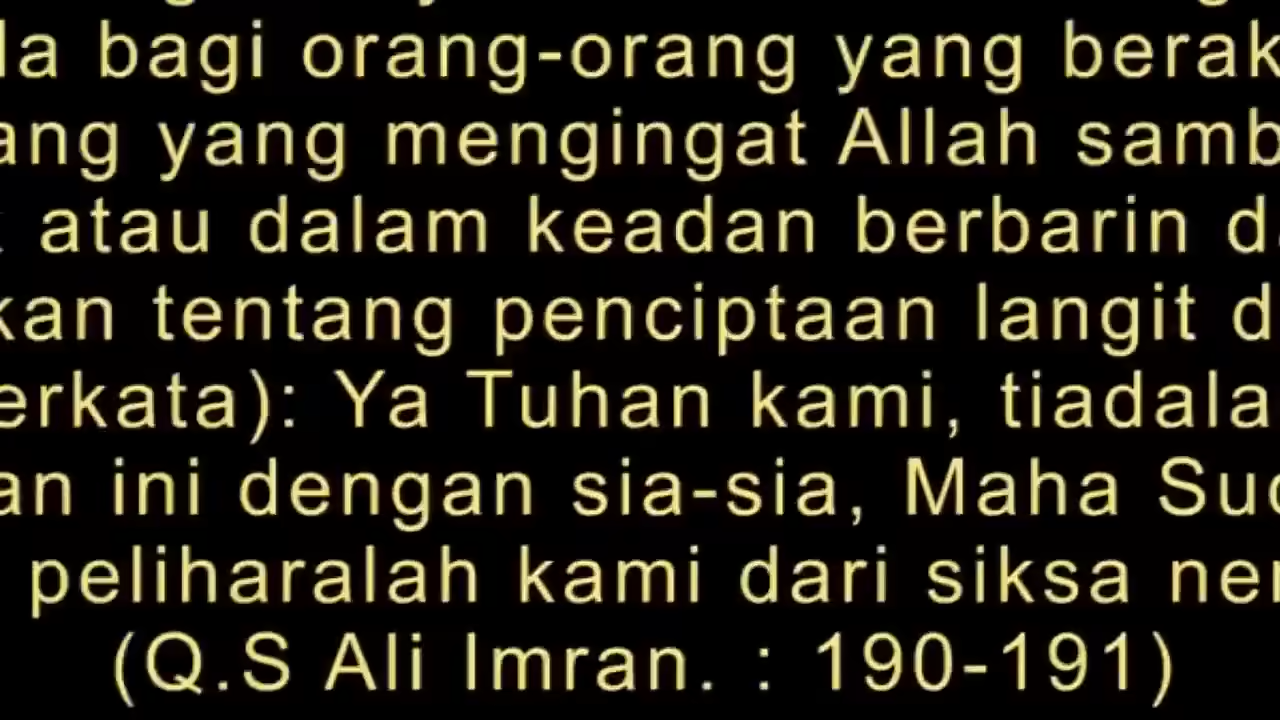 la bagi orang-orang yang berak
ang yang mengingat Allah samb
atau dalam keadan berbarin d
kan tentang penciptaan langit d
erkata): Ya Tuhan kami, tiadala
an ini dengan sia-sia, Maha Suc
peliharalah kami dari siksa ner
(Q.S Ali Imran. : 190-191)